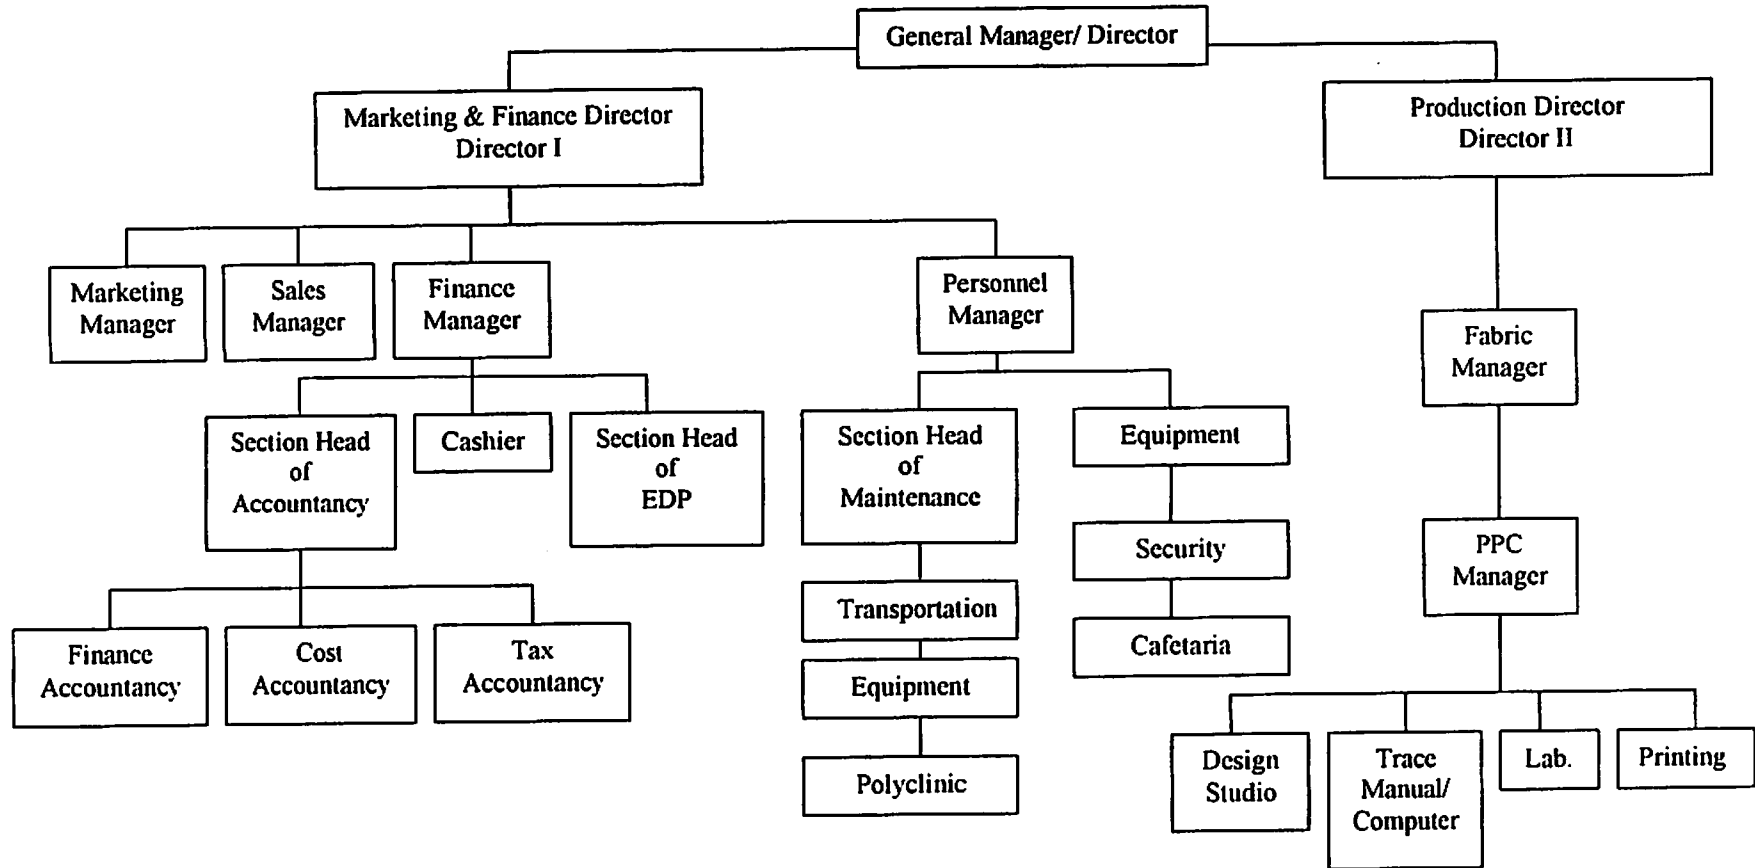 General Manager/ Director
Marketing & Finance Director
Director I
Production Director
Director II
Marketing
Manager
Sales
Manager
Finance
Manager
Personnel
Manager
Fabric
Manager
Section Head
of
Accountancy
Cashier
Section Head
of
EDP
Section Head
of
Maintenance
Equipment
Security
PPC
Manager
Finance
Accountancy
Cost
Accountancy
Tax
Accountancy
Transportation
Cafetaria
Equipment
Polyclinic
Design
Studio
Trace
Manual/
Computer
Lab.
Printing